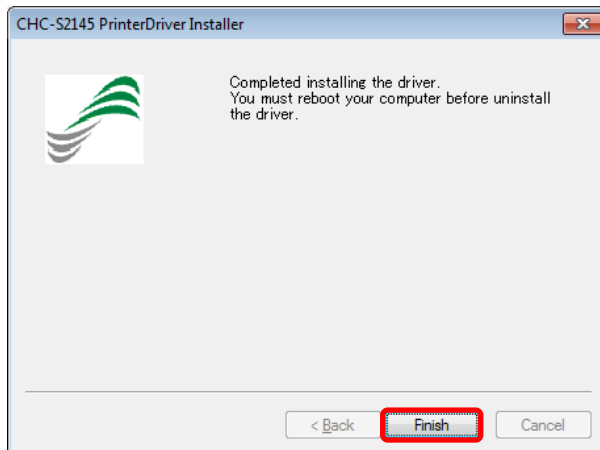 CHC-S2145 PrinterDriver Installer
Completed installing the driver.
You must reboot your computer before uninstall
the driver.
< Back
Finish
Cancel